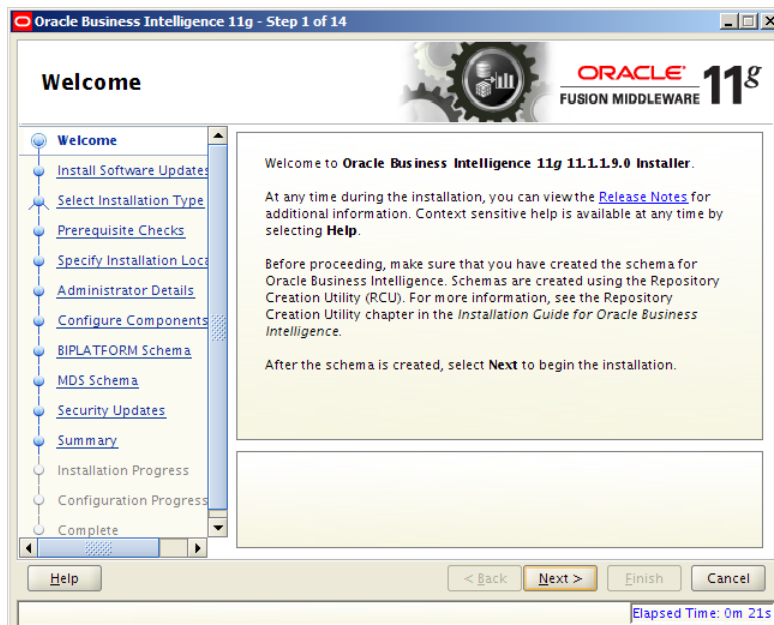 Oracle Business Intelligence 11g - Step 1 of 14
Welcome
ORACLE
FUSION MIDDLEWARE 11g
Welcome
Install Software Updates
Select Installation Type
Prerequisite Checks
Specify Installation Loca
Administrator Details
Configure Components
BIPLATFORM Schema
MDS Schema
Security Updates
Summary
Installation Progress
Configuration Progress
Complete
Welcome to Oracle Business Intelligence 11g 11.1.1.9.0 Installer.
At any time during the installation, you can view the Release Notes for
additional information. Context sensitive help is available at any time by
selecting Help.
Before proceeding, make sure that you have created the schema for
Oracle Business Intelligence. Schemas are created using the Repository
Creation Utility (RCU). For more information, see the Repository
Creation Utility chapter in the Installation Guide for Oracle Business
Intelligence.
After the schema is created, select Next to begin the installation.
Help
< Back
Next >
Finish
Cancel
Elapsed Time: 0m 21s